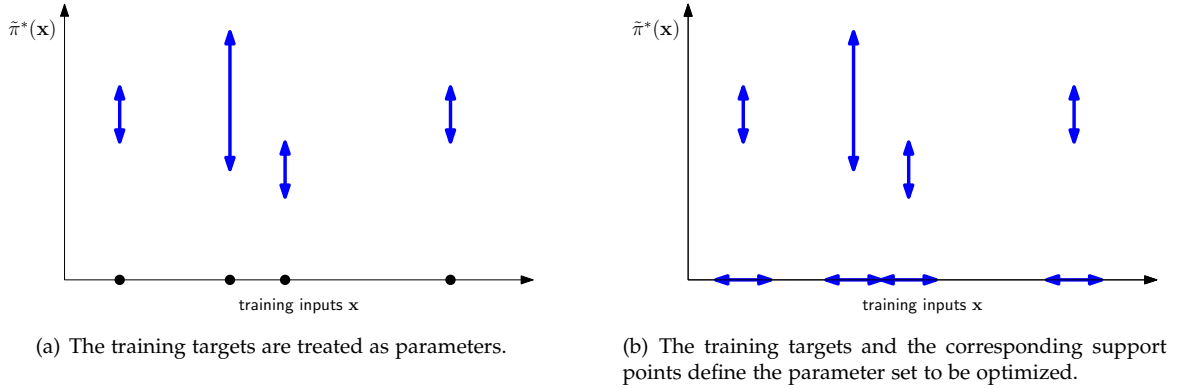 π̃*(x)
training inputs x
(a) The training targets are treated as parameters.
π̃*(x)
training inputs x
(b) The training targets and the corresponding support
points define the parameter set to be optimized.